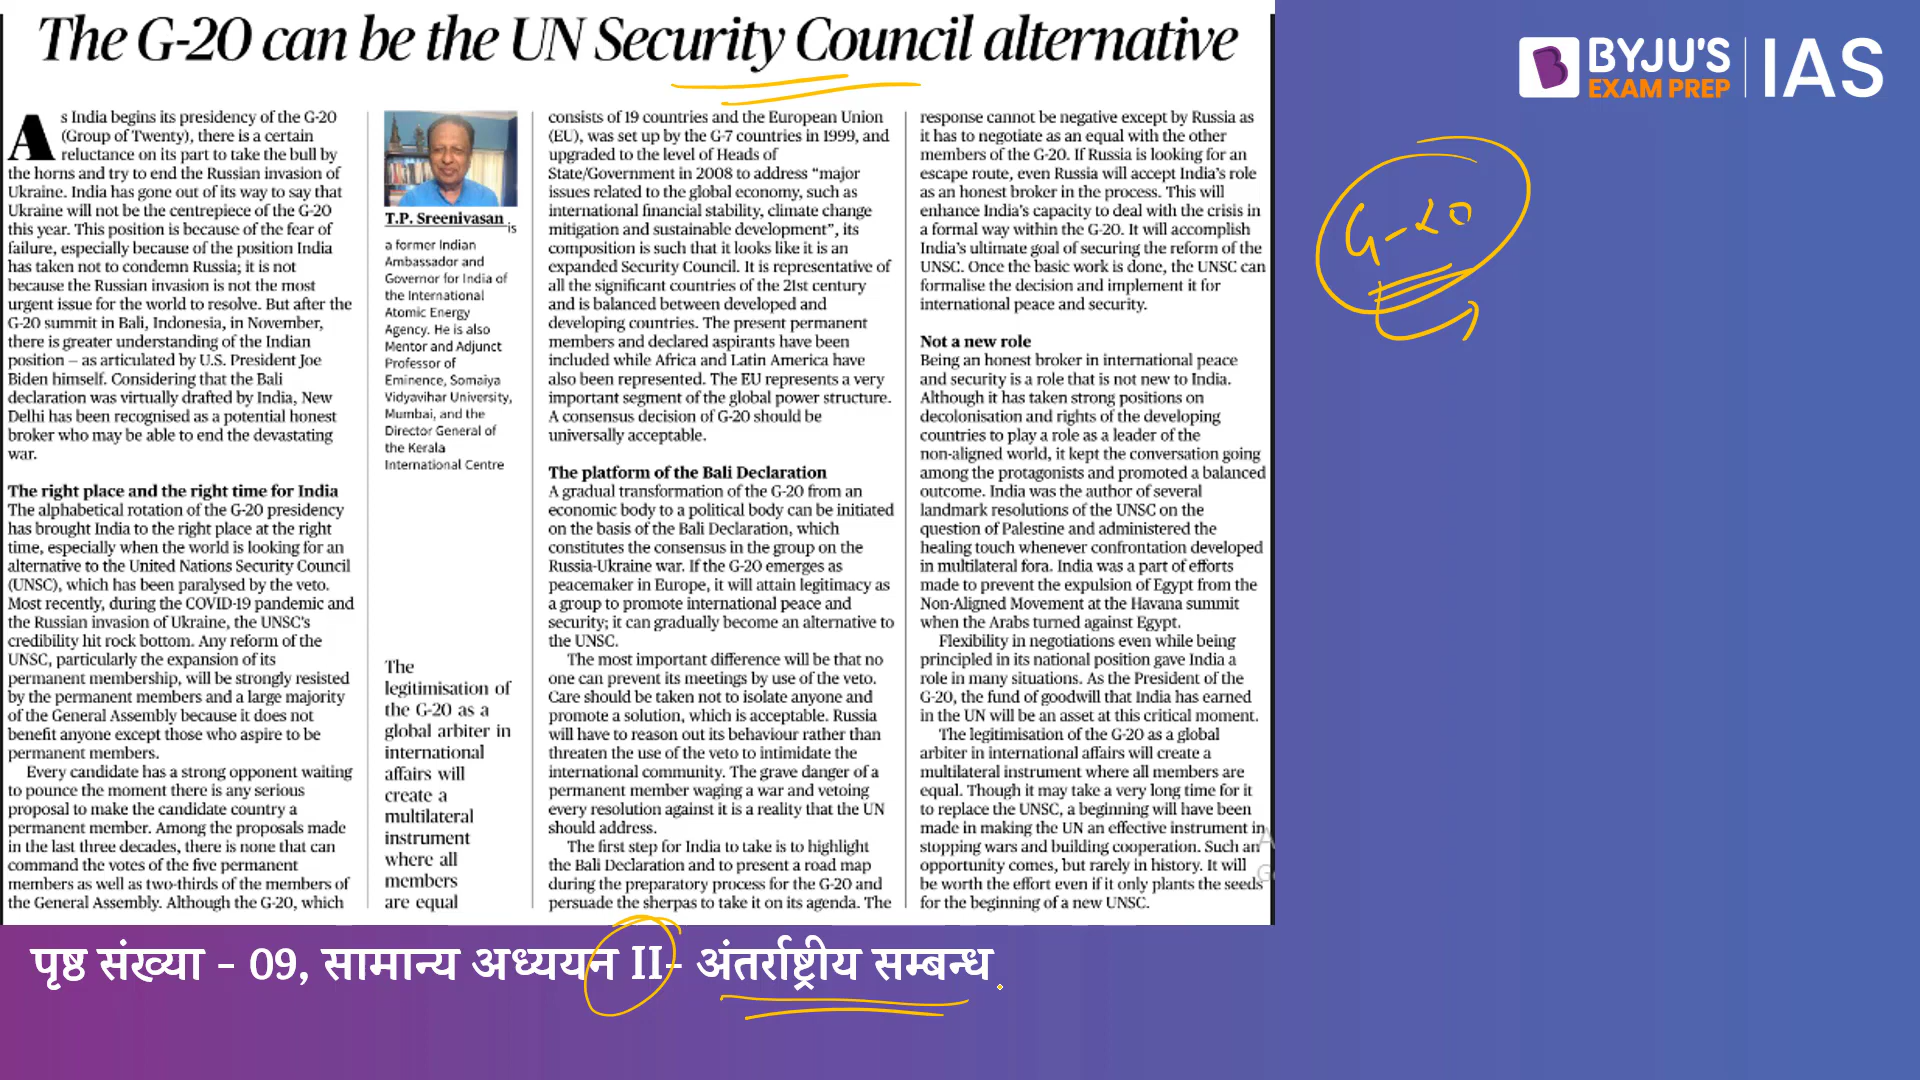 The G-20 can be the UN Security Council alternative
BYJU'S
EXAM PREP
IAS
As India begins its presidency of the G-20
(Group of Twenty), there is a certain
reluctance on its part to take the bull by
the horns and try to end the Russian invasion of
Ukraine. India has gone out of its way to say that
Ukraine will not be the centrepiece of the G-20
this year. This position is because of the fear of
failure, especially because of the position India
has taken not to condemn Russia; it is not
because the Russian invasion is not the most
urgent issue for the world to resolve. But after the
G-20 summit in Bali, Indonesia, in November,
there is greater understanding of the Indian
position – as articulated by U.S. President Joe
Biden himself. Considering that the Bali
declaration was virtually drafted by India, New
Delhi has been recognised as a potential honest
broker who may be able to end the devastating
war.
The right place and the right time for India
The alphabetical rotation of the G-20 presidency
has brought India to the right place at the right
time, especially when the world is looking for an
alternative to the United Nations Security Council
(UNSC), which has been paralysed by the veto.
Most recently, during the COVID-19 pandemic and
the Russian invasion of Ukraine, the UNSC's
credibility hit rock bottom. Any reform of the
UNSC, particularly the expansion of its
permanent membership, will be strongly resisted
by the permanent members and a large majority
of the General Assembly because it does not
benefit anyone except those who aspire to be
permanent members.
Every candidate has a strong opponent waiting
to pounce the moment there is any serious
proposal to make the candidate country a
permanent member. Among the proposals made
in the last three decades, there is none that can
command the votes of the five permanent
members as well as two-thirds of the members of
the General Assembly. Although the G-20, which
T.P. Sreenivasan is
a former Indian
Ambassador and
Governor for India of
the International
Atomic Energy
Agency. He is also
Mentor and Adjunct
Professor of
Eminence, Somaiya
Vidyavihar University,
Mumbai, and the
Director General of
the Kerala
International Centre
The
legitimisation of
the G-20 as a
global arbiter in
international
affairs will
create a
multilateral
instrument
where all
members
are equal
consists of 19 countries and the European Union
(EU), was set up by the G-7 countries in 1999, and
upgraded to the level of Heads of
State/Government in 2008 to address “major
issues related to the global economy, such as
international financial stability, climate change
mitigation and sustainable development”, its
composition is such that it looks like it is an
expanded Security Council. It is representative of
all the significant countries of the 21st century
and is balanced between developed and
developing countries. The present permanent
members and declared aspirants have been
included while Africa and Latin America have
also been represented. The EU represents a very
important segment of the global power structure.
A consensus decision of G-20 should be
universally acceptable.
The platform of the Bali Declaration
A gradual transformation of the G-20 from an
economic body to a political body can be initiated
on the basis of the Bali Declaration, which
constitutes the consensus in the group on the
Russia-Ukraine war. If the G-20 emerges as
peacemaker in Europe, it will attain legitimacy as
a group to promote international peace and
security; it can gradually become an alternative to
the UNSC.
The most important difference will be that no
one can prevent its meetings by use of the veto.
Care should be taken not to isolate anyone and
promote a solution, which is acceptable. Russia
will have to reason out its behaviour rather than
threaten the use of the veto to intimidate the
international community. The grave danger of a
permanent member waging a war and vetoing
every resolution against it is a reality that the UN
should address.
The first step for India to take is to highlight
the Bali Declaration and to present a road map
during the preparatory process for the G-20 and
persuade the sherpas to take it on its agenda. The
response cannot be negative except by Russia as
it has to negotiate as an equal with the other
members of the G-20. If Russia is looking for an
escape route, even Russia will accept India's role
as an honest broker in the process. This will
enhance India's capacity to deal with the crisis in
a formal way within the G-20. It will accomplish
India's ultimate goal of securing the reform of the
UNSC. Once the basic work is done, the UNSC can
formalise the decision and implement it for
international peace and security.
Not a new role
Being an honest broker in international peace
and security is a role that is not new to India.
Although it has taken strong positions on
decolonisation and rights of the developing
countries to play a role as a leader of the
non-aligned world, it kept the conversation going
among the protagonists and promoted a balanced
outcome. India was the author of several
landmark resolutions of the UNSC on the
question of Palestine and administered the
healing touch whenever confrontation developed
in multilateral fora. India was a part of efforts
made to prevent the expulsion of Egypt from the
Non-Aligned Movement at the Havana summit
when the Arabs turned against Egypt.
Flexibility in negotiations even while being
principled in its national position gave India a
role in many situations. As the President of the
G-20, the fund of goodwill that India has earned
in the UN will be an asset at this critical moment.
The legitimisation of the G-20 as a global
arbiter in international affairs will create a
multilateral instrument where all members are
equal. Though it may take a very long time for it
to replace the UNSC, a beginning will have been
made in making the UN an effective instrument in
stopping wars and building cooperation. Such an
opportunity comes, but rarely in history. It will
be worth the effort even if it only plants the seeds
for the beginning of a new UNSC.
G-20
पृष्ठ संख्या - 09, सामान्य अध्ययन II- अंतर्राष्ट्रीय सम्बन्ध